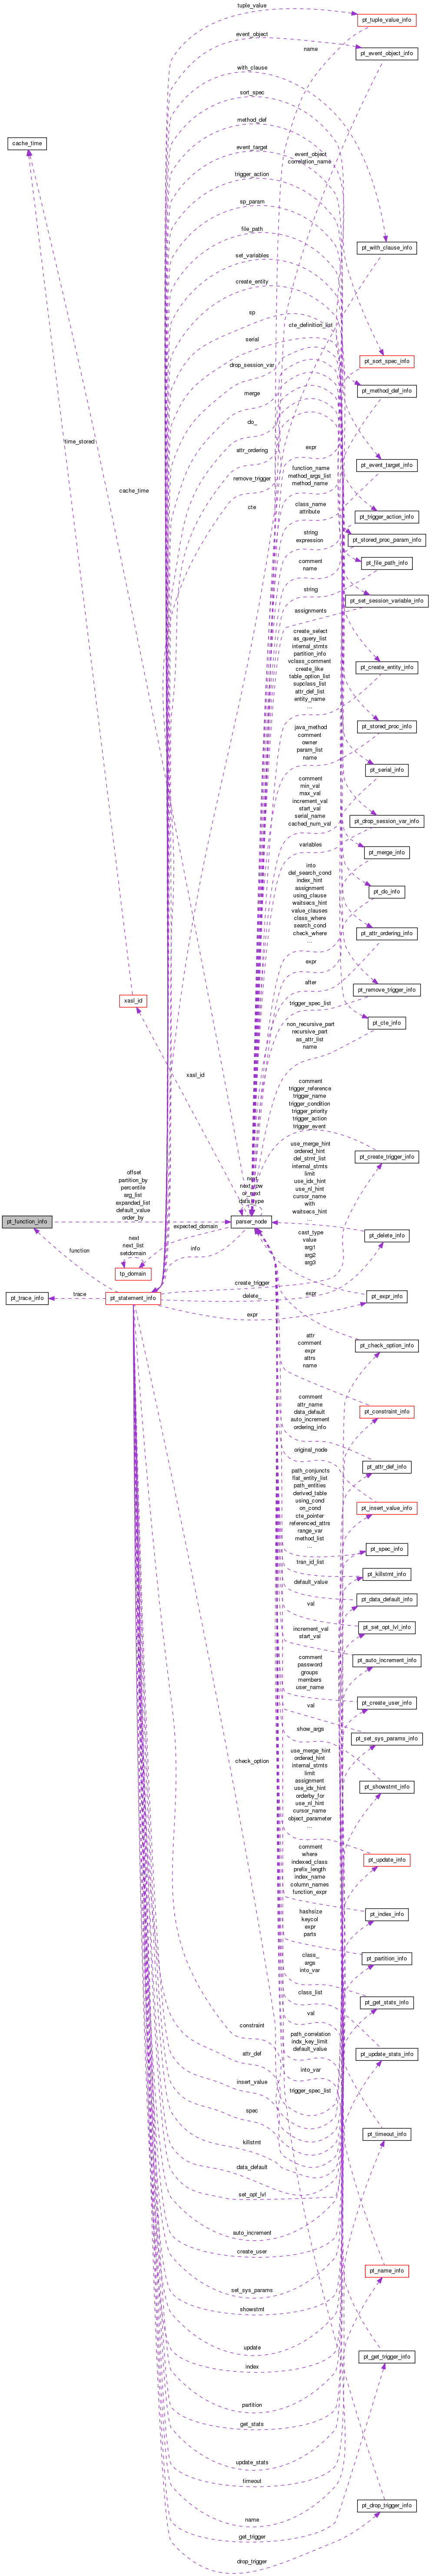 tuple_value
pt_tuple_value_info
event_object
pt_event_object_info
name
with_clause
sort_spec
method_def
cache_time
event_target
event_object
correlation_name
trigger_action
sp_param
file_path
pt_with_clause_info
set_variables
create_entity
sp
cte_definition_list
serial
pt_sort_spec_info
drop_session_var
pt_method_def_info
merge
do_
time_stored
attr_ordering
expr
pt_event_target_info
function_name
method_args_list
method_name
remove_trigger
cache_time
cte
class_name
attribute
pt_trigger_action_info
string
expression
pt_stored_proc_param_info
comment
name
pt_file_path_info
string
pt_set_session_variable_info
assignments
create_select
as_query_list
internal_stmts
partition_info
vclass_comment
create_like
table_option_list
supclass_list
attr_def_list
entity_name
...
pt_create_entity_info
java_method
comment
owner
param_list
name
pt_stored_proc_info
pt_serial_info
comment
min_val
max_val
increment_val
start_val
serial_name
cached_num_val
pt_drop_session_var_info
variables
pt_merge_info
into
del_search_cond
index_hint
assignment
using_clause
waitsecs_hint
value_clauses
class_where
search_cond
check_where
...
pt_do_info
pt_attr_ordering_info
expr
after
pt_remove_trigger_info
xasl_id
trigger_spec_list
pt_cte_info
non_recursive_part
recursive_part
as_attr_list
name
xasl_id
comment
trigger_reference
trigger_name
trigger_condition
trigger_priority
trigger_action
trigger_event
pt_create_trigger_info
offset
partition_by
percentile
arg_list
expanded_list
default_value
order_by
next
next_row
or_next
data_type
use_merge_hint
ordered_hint
del_stmt_list
internal_stmts
limit
use_idx_hint
use_nl_hint
cursor_name
with
waitsecs_hint
...
pt_function_info
parser_node
pt_delete_info
function
next
next_list
setdomain
expected_domain
info
cast_type
value
arg1
arg2
arg3
tp_domain
create_trigger
pt_trace_info
trace
pt_statement_info
delete_
expr
pt_expr_info
expr
pt_check_option_info
attr
comment
expr
attrs
name
pt_constraint_info
comment
attr_name
data_default
auto_increment
ordering_info
original_node
pt_attr_def_info
path_conjuncts
flat_entity_list
path_entities
derived_table
using_cond
on_cond
cte_pointer
referenced_attrs
range_var
method_list
...
pt_insert_value_info
pt_spec_info
tran_id_list
pt_killstmt_info
default_value
pt_data_default_info
val
pt_set_opt_lvl_info
increment_val
start_val
pt_auto_increment_info
comment
password
groups
members
user_name
pt_create_user_info
val
pt_set_sys_params_info
show_args
check_option
use_merge_hint
ordered_hint
internal_stmts
limit
assignment
use_idx_hint
orderby_for
use_nl_hint
cursor_name
object_parameter
...
pt_showstmt_info
pt_update_info
comment
where
indexed_class
prefix_length
index_name
column_names
function_expr
pt_index_info
hashsize
keycol
expr
parts
pt_partition_info
class_
args
into_var
pt_get_stats_info
class_list
constraint
val
attr_def
path_correlation
indx_key_limit
default_value
pt_update_stats_info
insert_value
into_var
spec
trigger_spec_list
pt_timeout_info
killstmt
data_default
set_opt_lvl
auto_increment
create_user
pt_name_info
set_sys_params
showstmt
update
pt_get_trigger_info
index
partition
get_stats
update_stats
timeout
pt_drop_trigger_info
name
get_trigger
drop_trigger